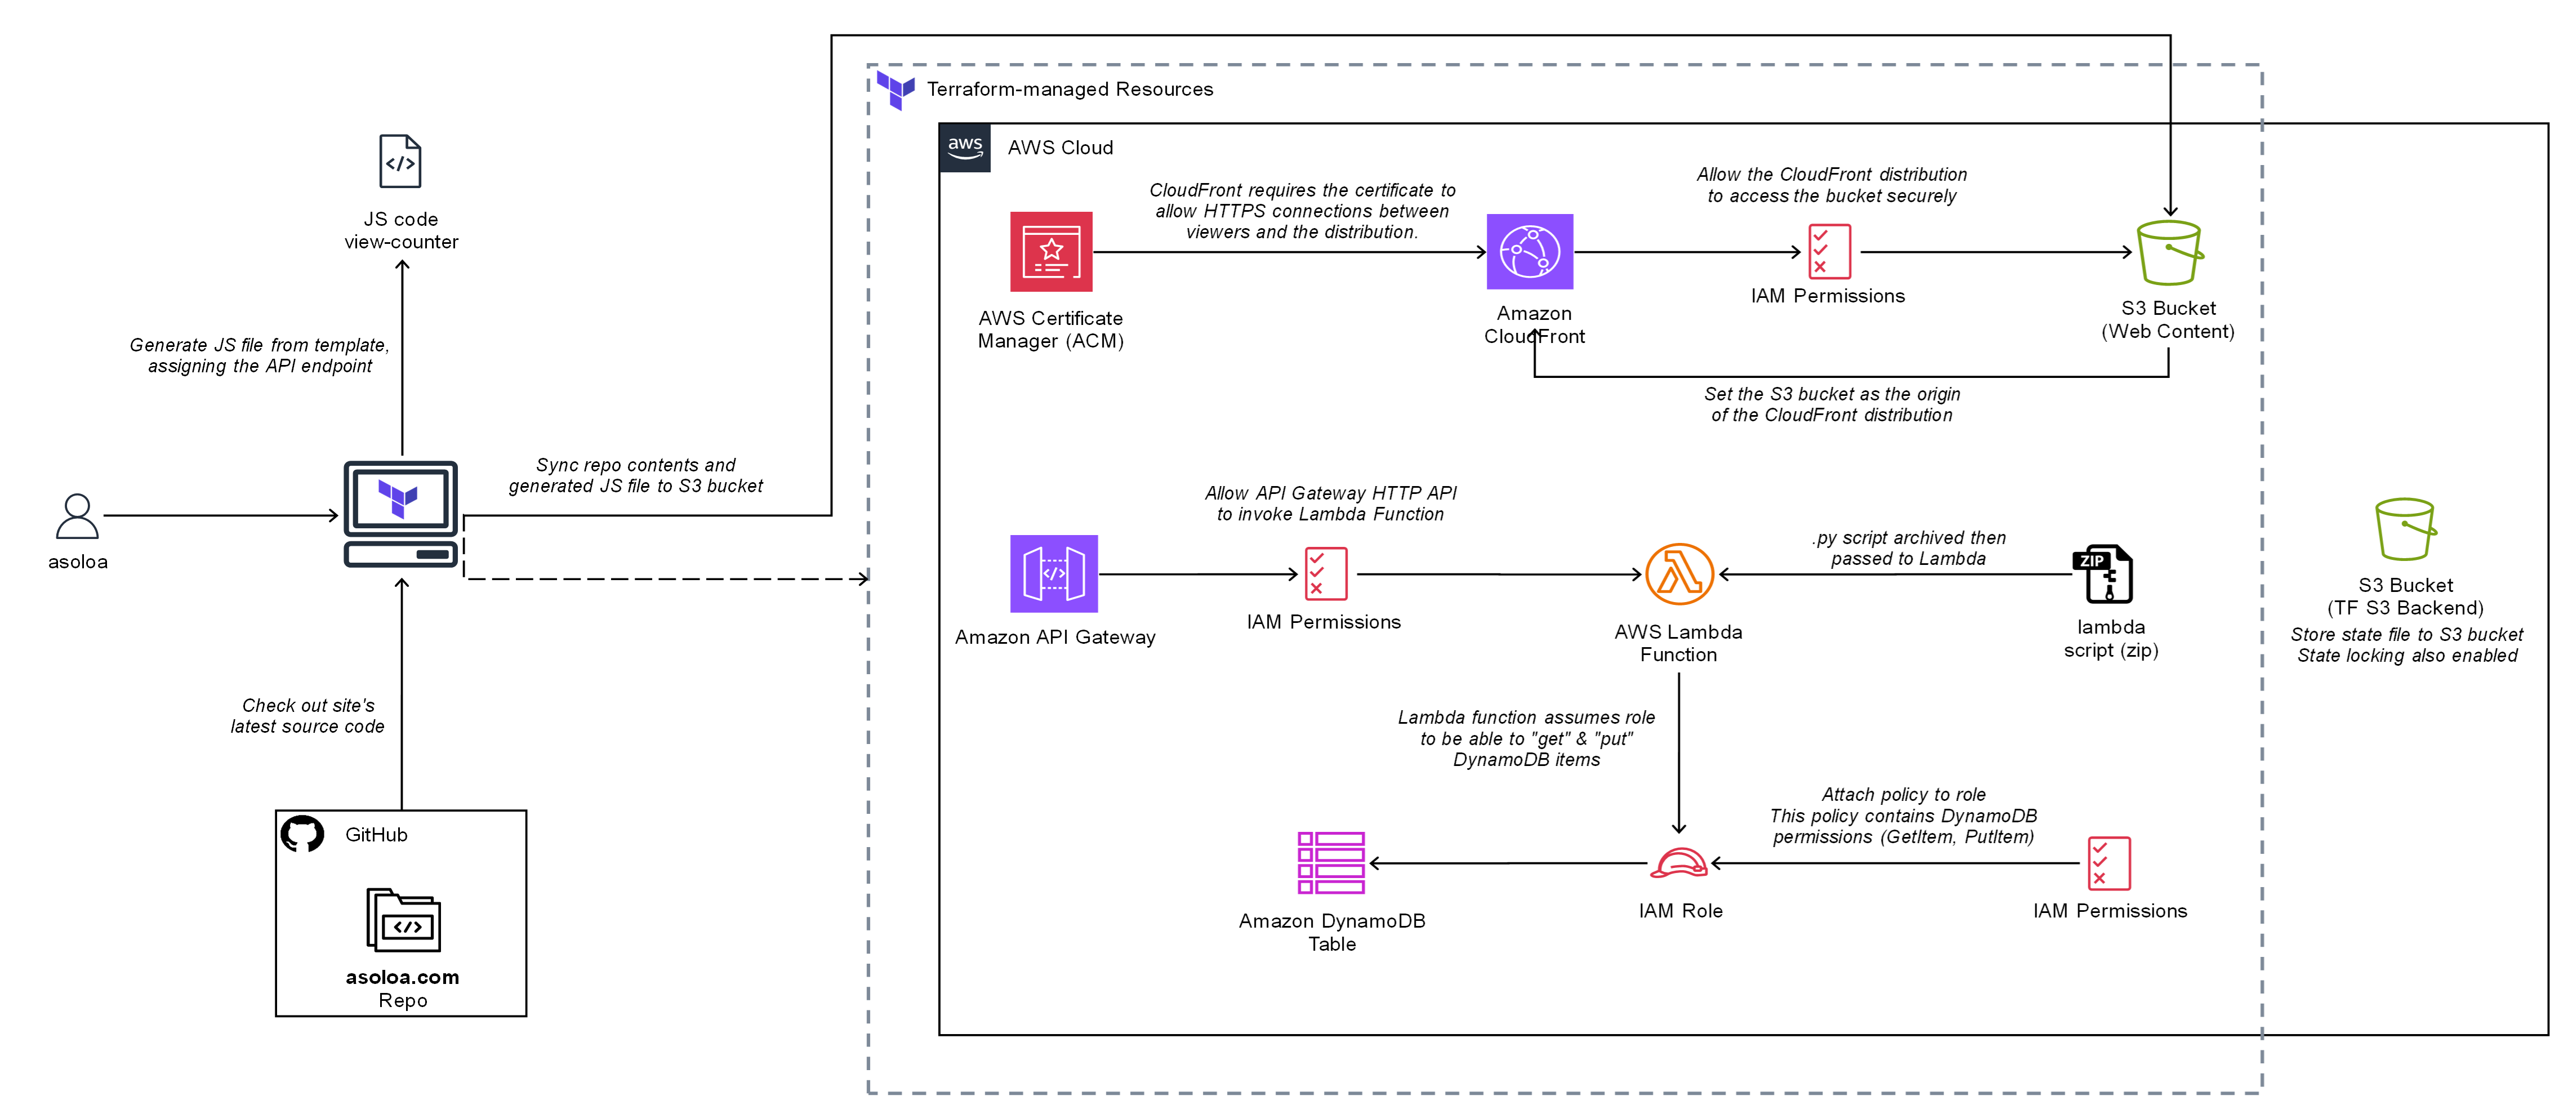 Terraform-managed Resources
aws
AWS Cloud
JS code
view-counter
CloudFront requires the certificate to
allow HTTPS connections between
viewers and the distribution.
Allow the CloudFront distribution
to access the bucket securely
AWS Certificate
Manager (ACM)
Amazon
CloudFront
IAM Permissions
S3 Bucket
(Web Content)
Set the S3 bucket as the origin
of the CloudFront distribution
Generate JS file from template,
assigning the API endpoint
Sync repo contents and
generated JS file to S3 bucket
asoloa
Allow API Gateway HTTP API
to invoke Lambda Function
.py script archived then
passed to Lambda
Amazon API Gateway
IAM Permissions
AWS Lambda
Function
ZIP
lambda
script (zip)
S3 Bucket
(TF S3 Backend)
Store state file to S3 bucket
State locking also enabled
Check out site's
latest source code
Lambda function assumes role
to be able to "get" & "put"
DynamoDB items
Attach policy to role
This policy contains DynamoDB
permissions (GetItem, PutItem)
Amazon DynamoDB
Table
IAM Role
IAM Permissions
GitHub
asoloa.com
Repo